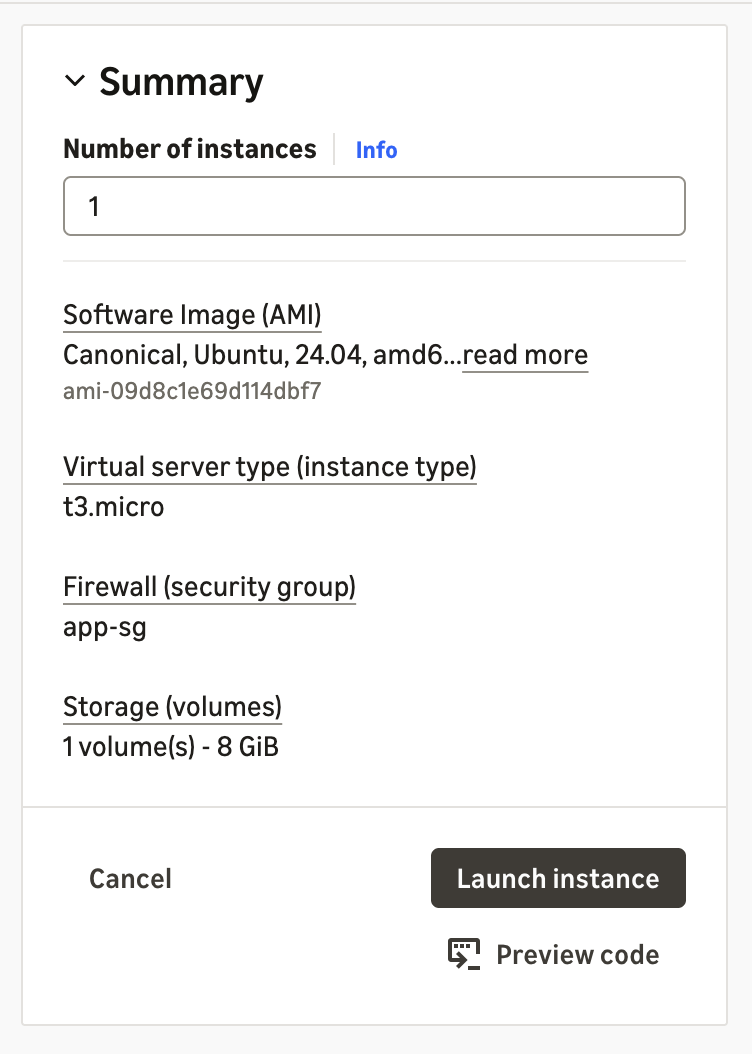 Summary
Number of instances Info
1
Software Image (AMI)
Canonical, Ubuntu, 24.04, amd6...read more
ami-09d8c1e69d114dbf7
Virtual server type (instance type)
t3.micro
Firewall (security group)
app-sg
Storage (volumes)
1 volume(s) - 8 GiB
Cancel Launch instance
Preview code